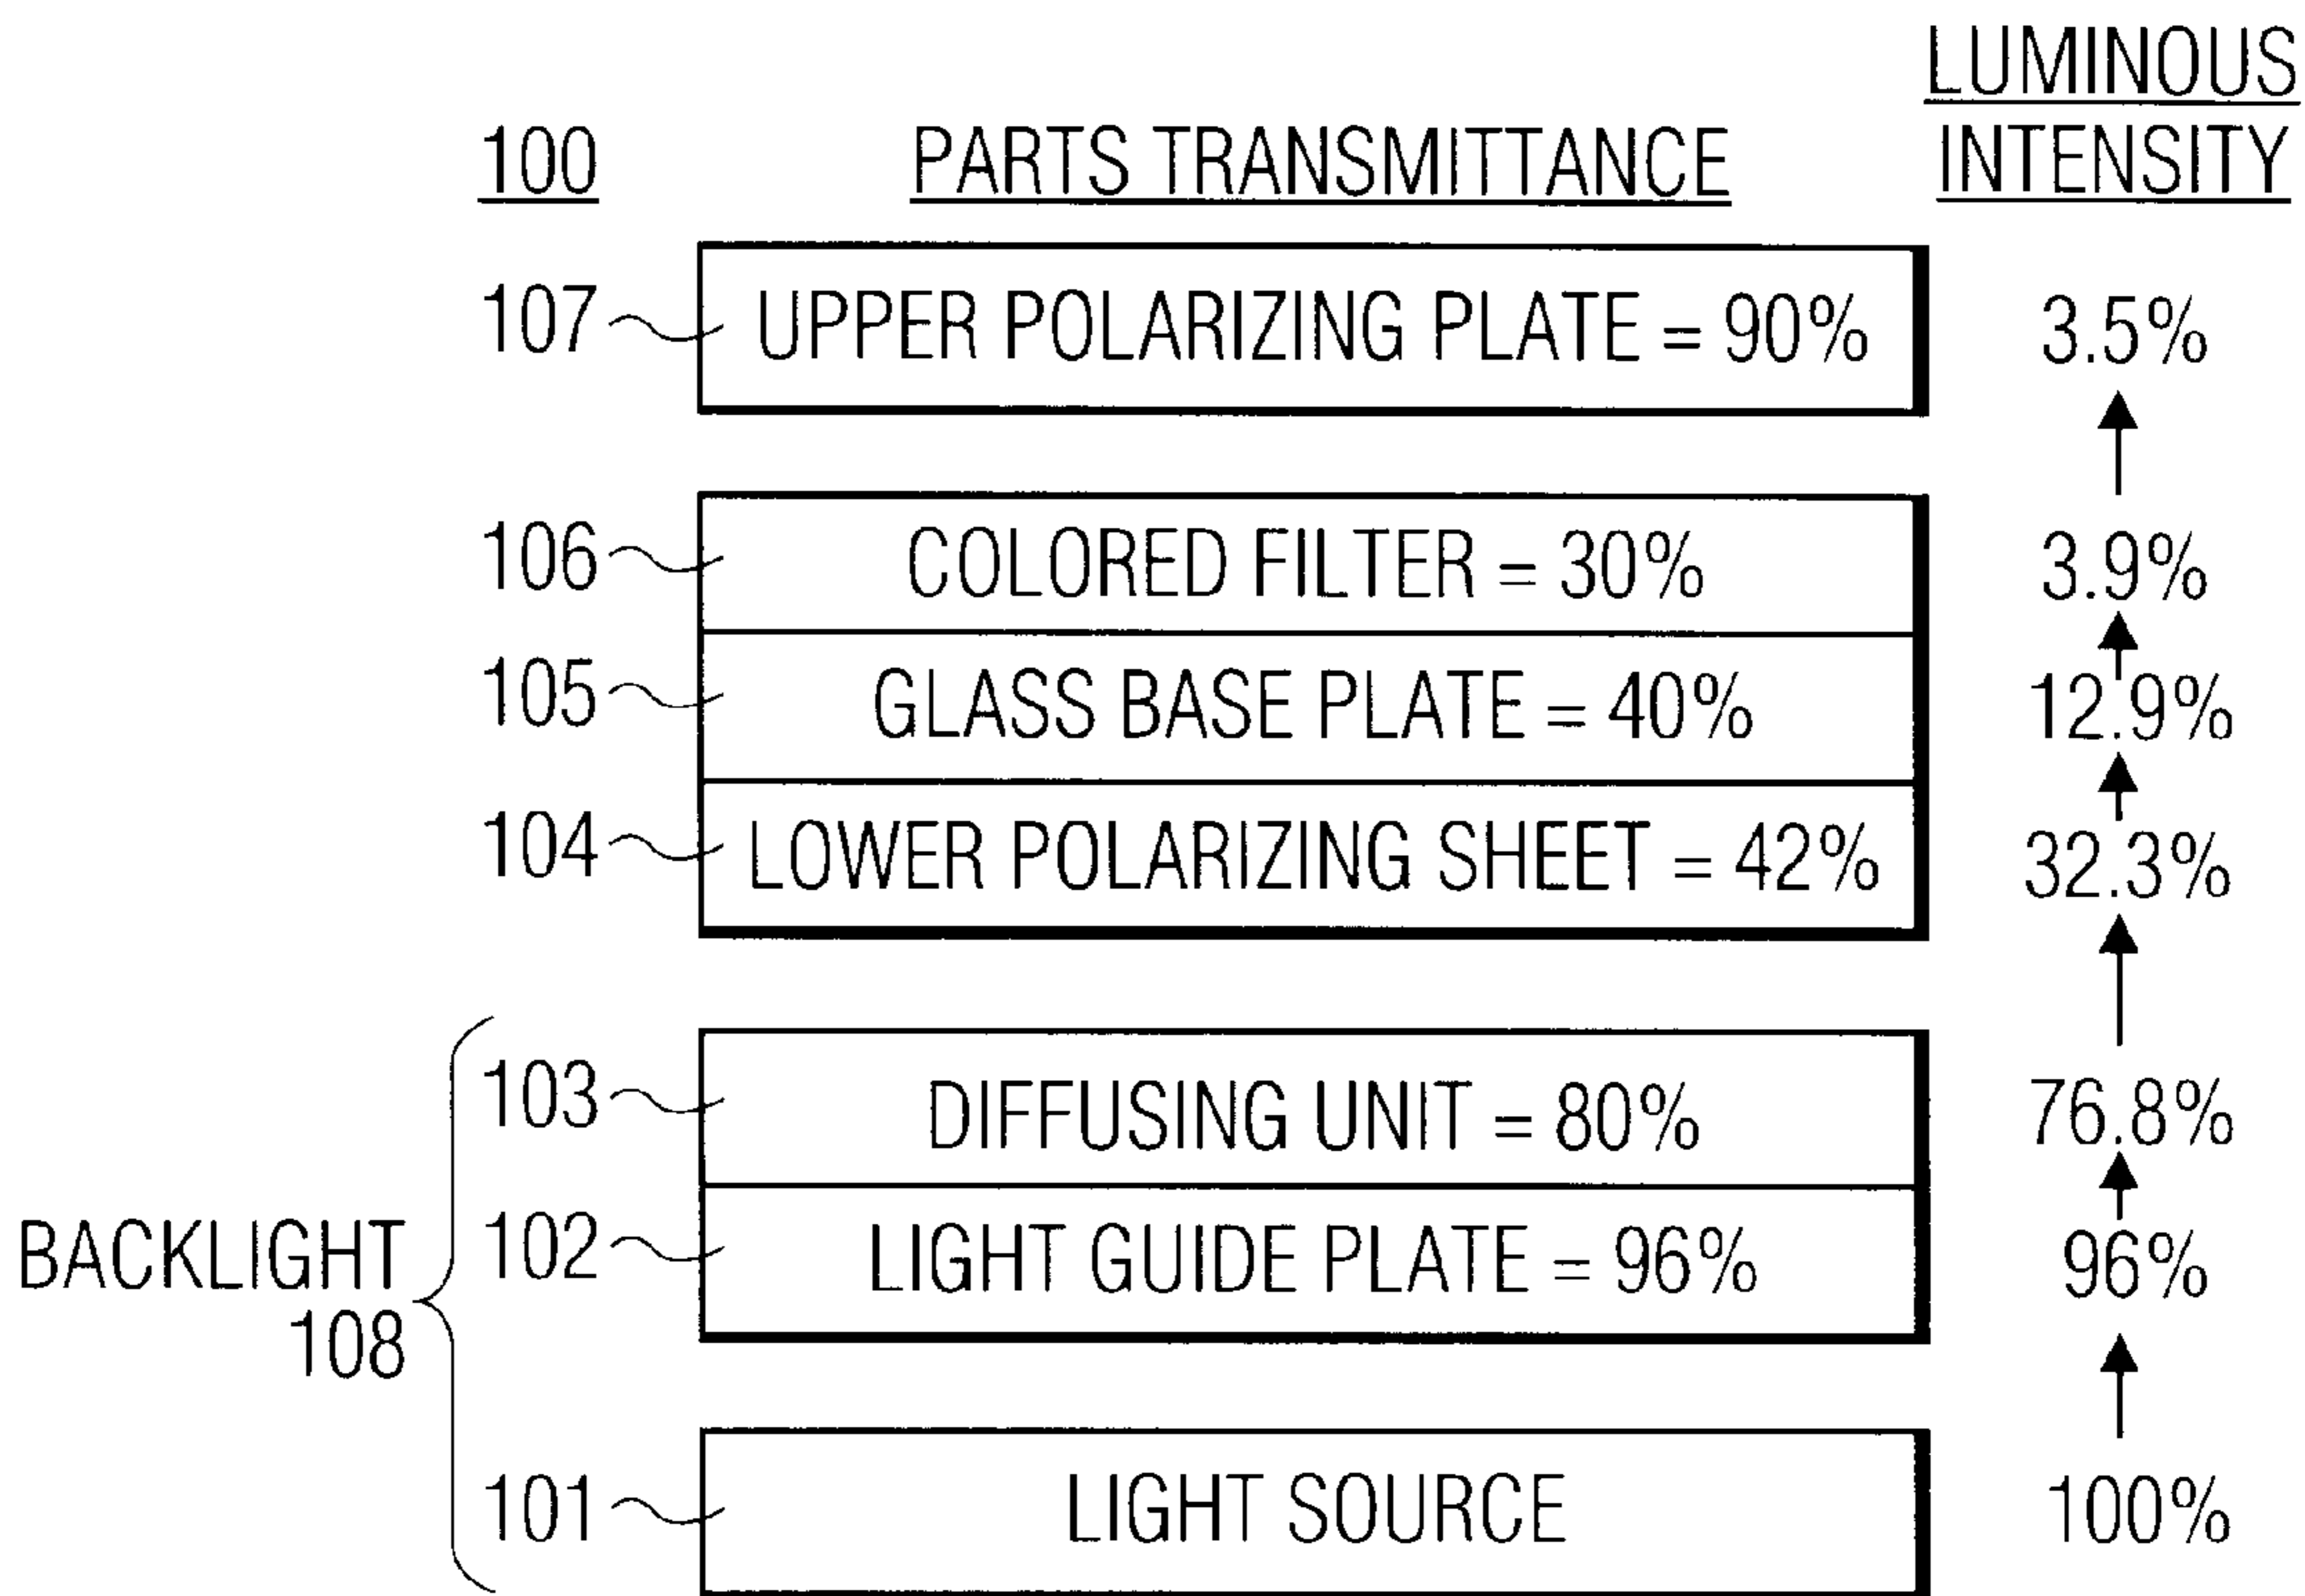 LUMINOUS
INTENSITY
100
PARTS TRANSMITTANCE
107
UPPER POLARIZING PLATE = 90%
3.5%
106
COLORED FILTER = 30%
3.9%
105
GLASS BASE PLATE = 40%
12.9%
104
LOWER POLARIZING SHEET = 42%
32.3%
103
DIFFUSING UNIT = 80%
76.8%
BACKLIGHT
108
102
LIGHT GUIDE PLATE = 96%
96%
101
LIGHT SOURCE
100%